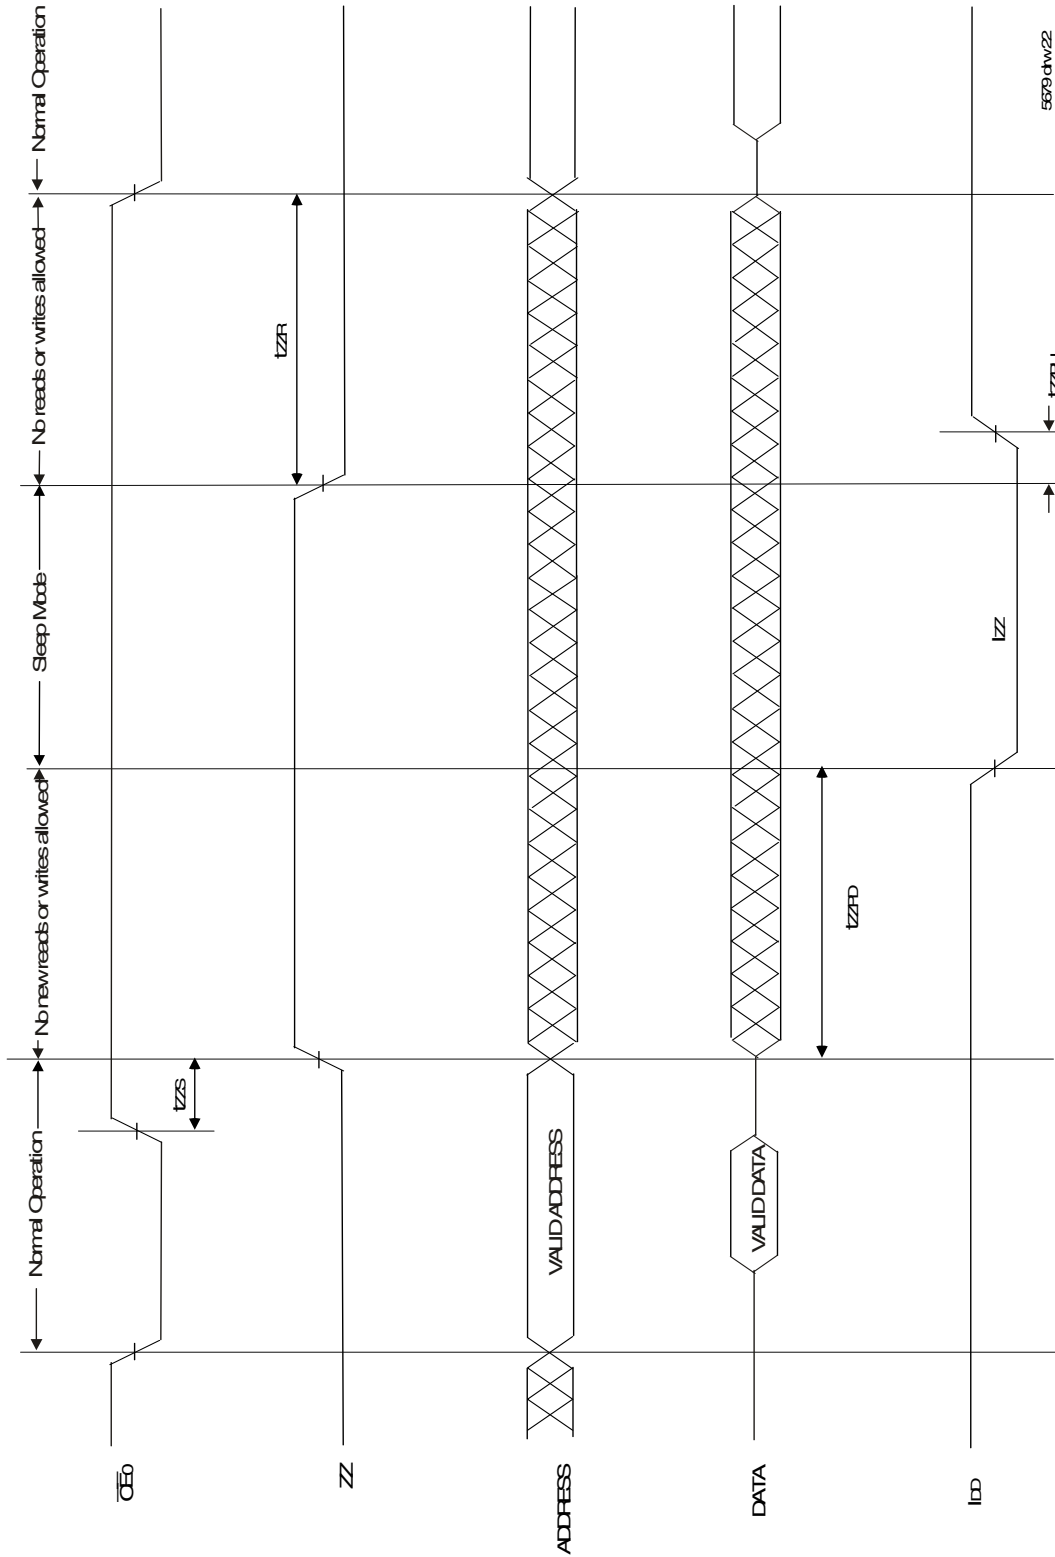 Normal Operation
No new reads or writes allowed
Sleep Mode
No reads or writes allowed
Normal Operation
OE0
tZZS
tZZR
ZZ
ADDRESS
VALID ADDRESS
DATA
VALID DATA
tZZPD
IDD
IZZ
5679 drw 22